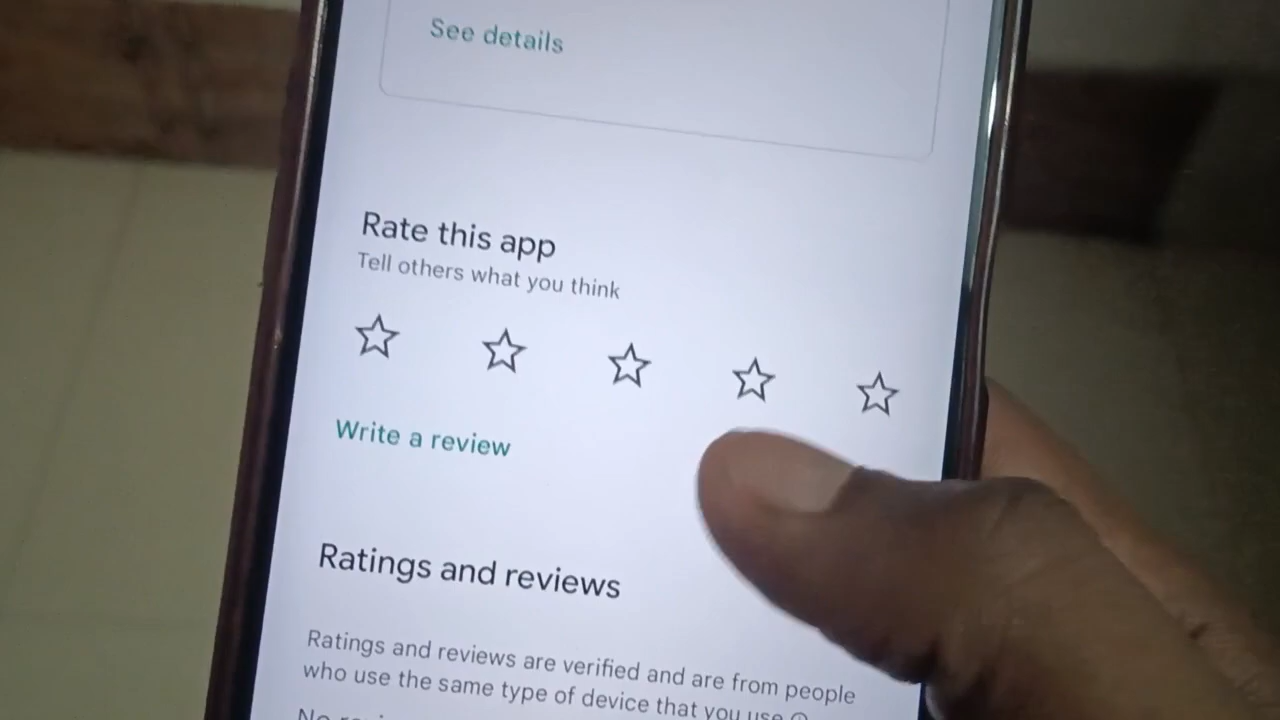 See details
Rate this app
Tell others what you think
Write a review
Ratings and reviews
Ratings and reviews are verified and are from people
who use the same type of device that you use
No